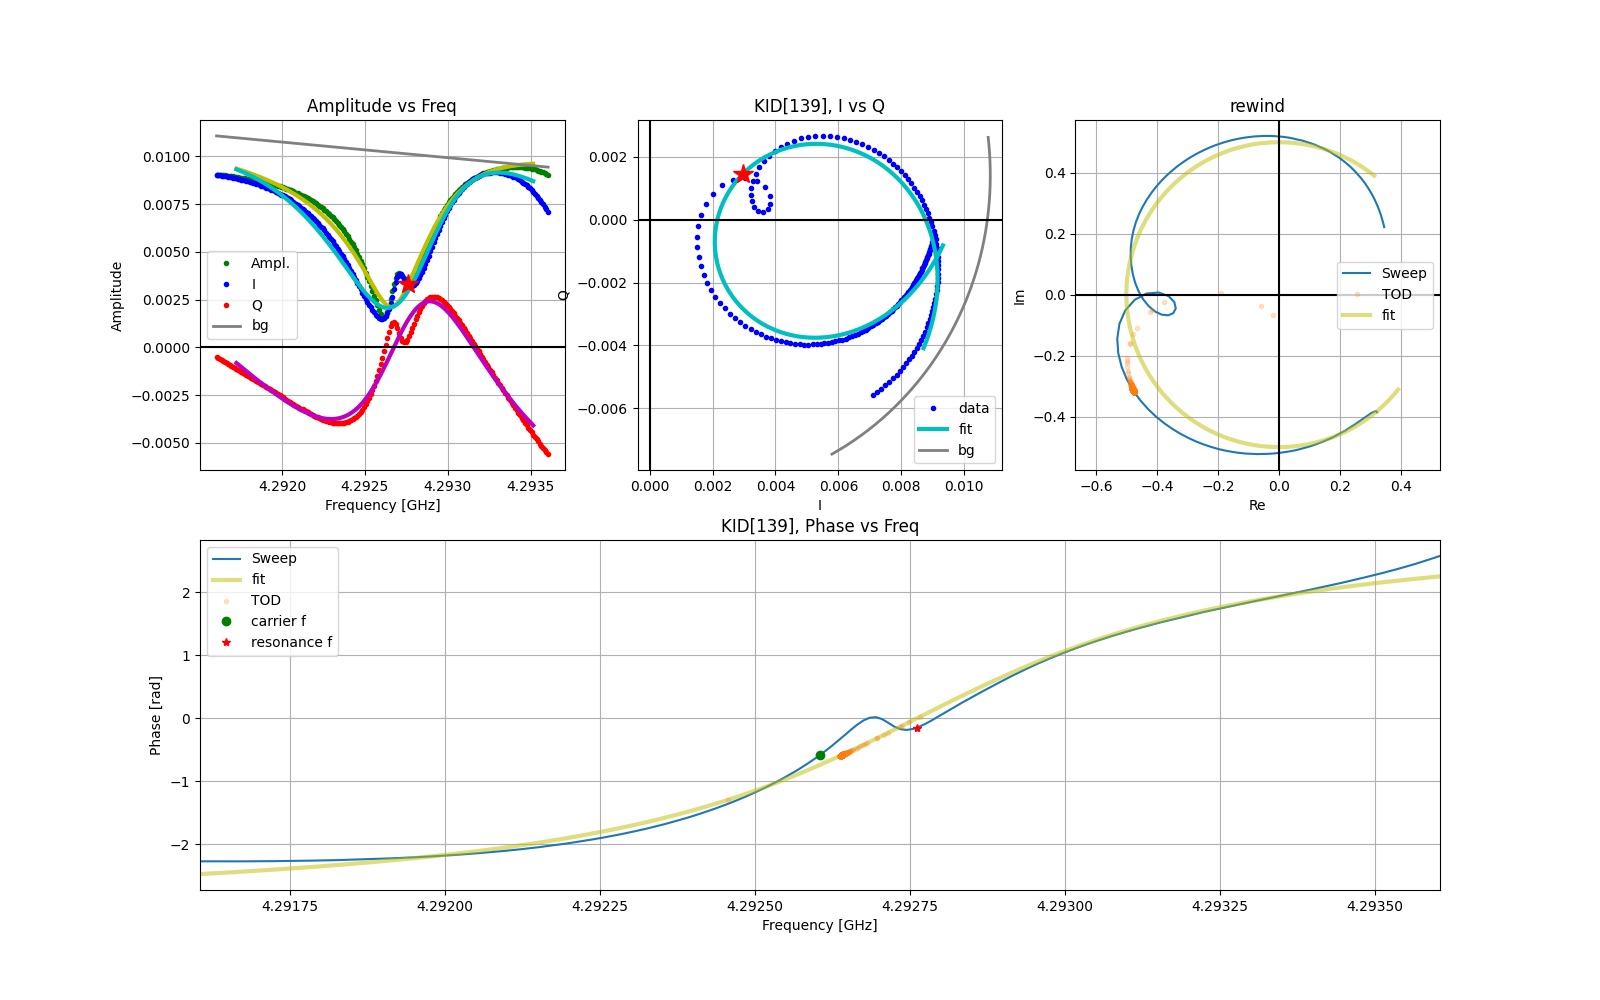 Amplitude vs Freq
Amplitude
0.0100
0.0075
0.0050
0.0025
0.0000
−0.0025
−0.0050
Ampl.
I
Q
bg
4.2920 4.2925 4.2930 4.2935
Frequency [GHz]
KID[139], I vs Q
Q
0.002
0.000
−0.002
−0.004
−0.006
data
fit
bg
0.000 0.002 0.004 0.006 0.008 0.010
I
rewind
Im
0.4
0.2
0.0
−0.2
−0.4
Sweep
TOD
fit
−0.6 −0.4 −0.2 0.0 0.2 0.4
Re
KID[139], Phase vs Freq
Phase [rad]
2
1
0
−1
−2
Sweep
fit
TOD
carrier f
resonance f
4.29175 4.29200 4.29225 4.29250 4.29275 4.29300 4.29325 4.29350
Frequency [GHz]